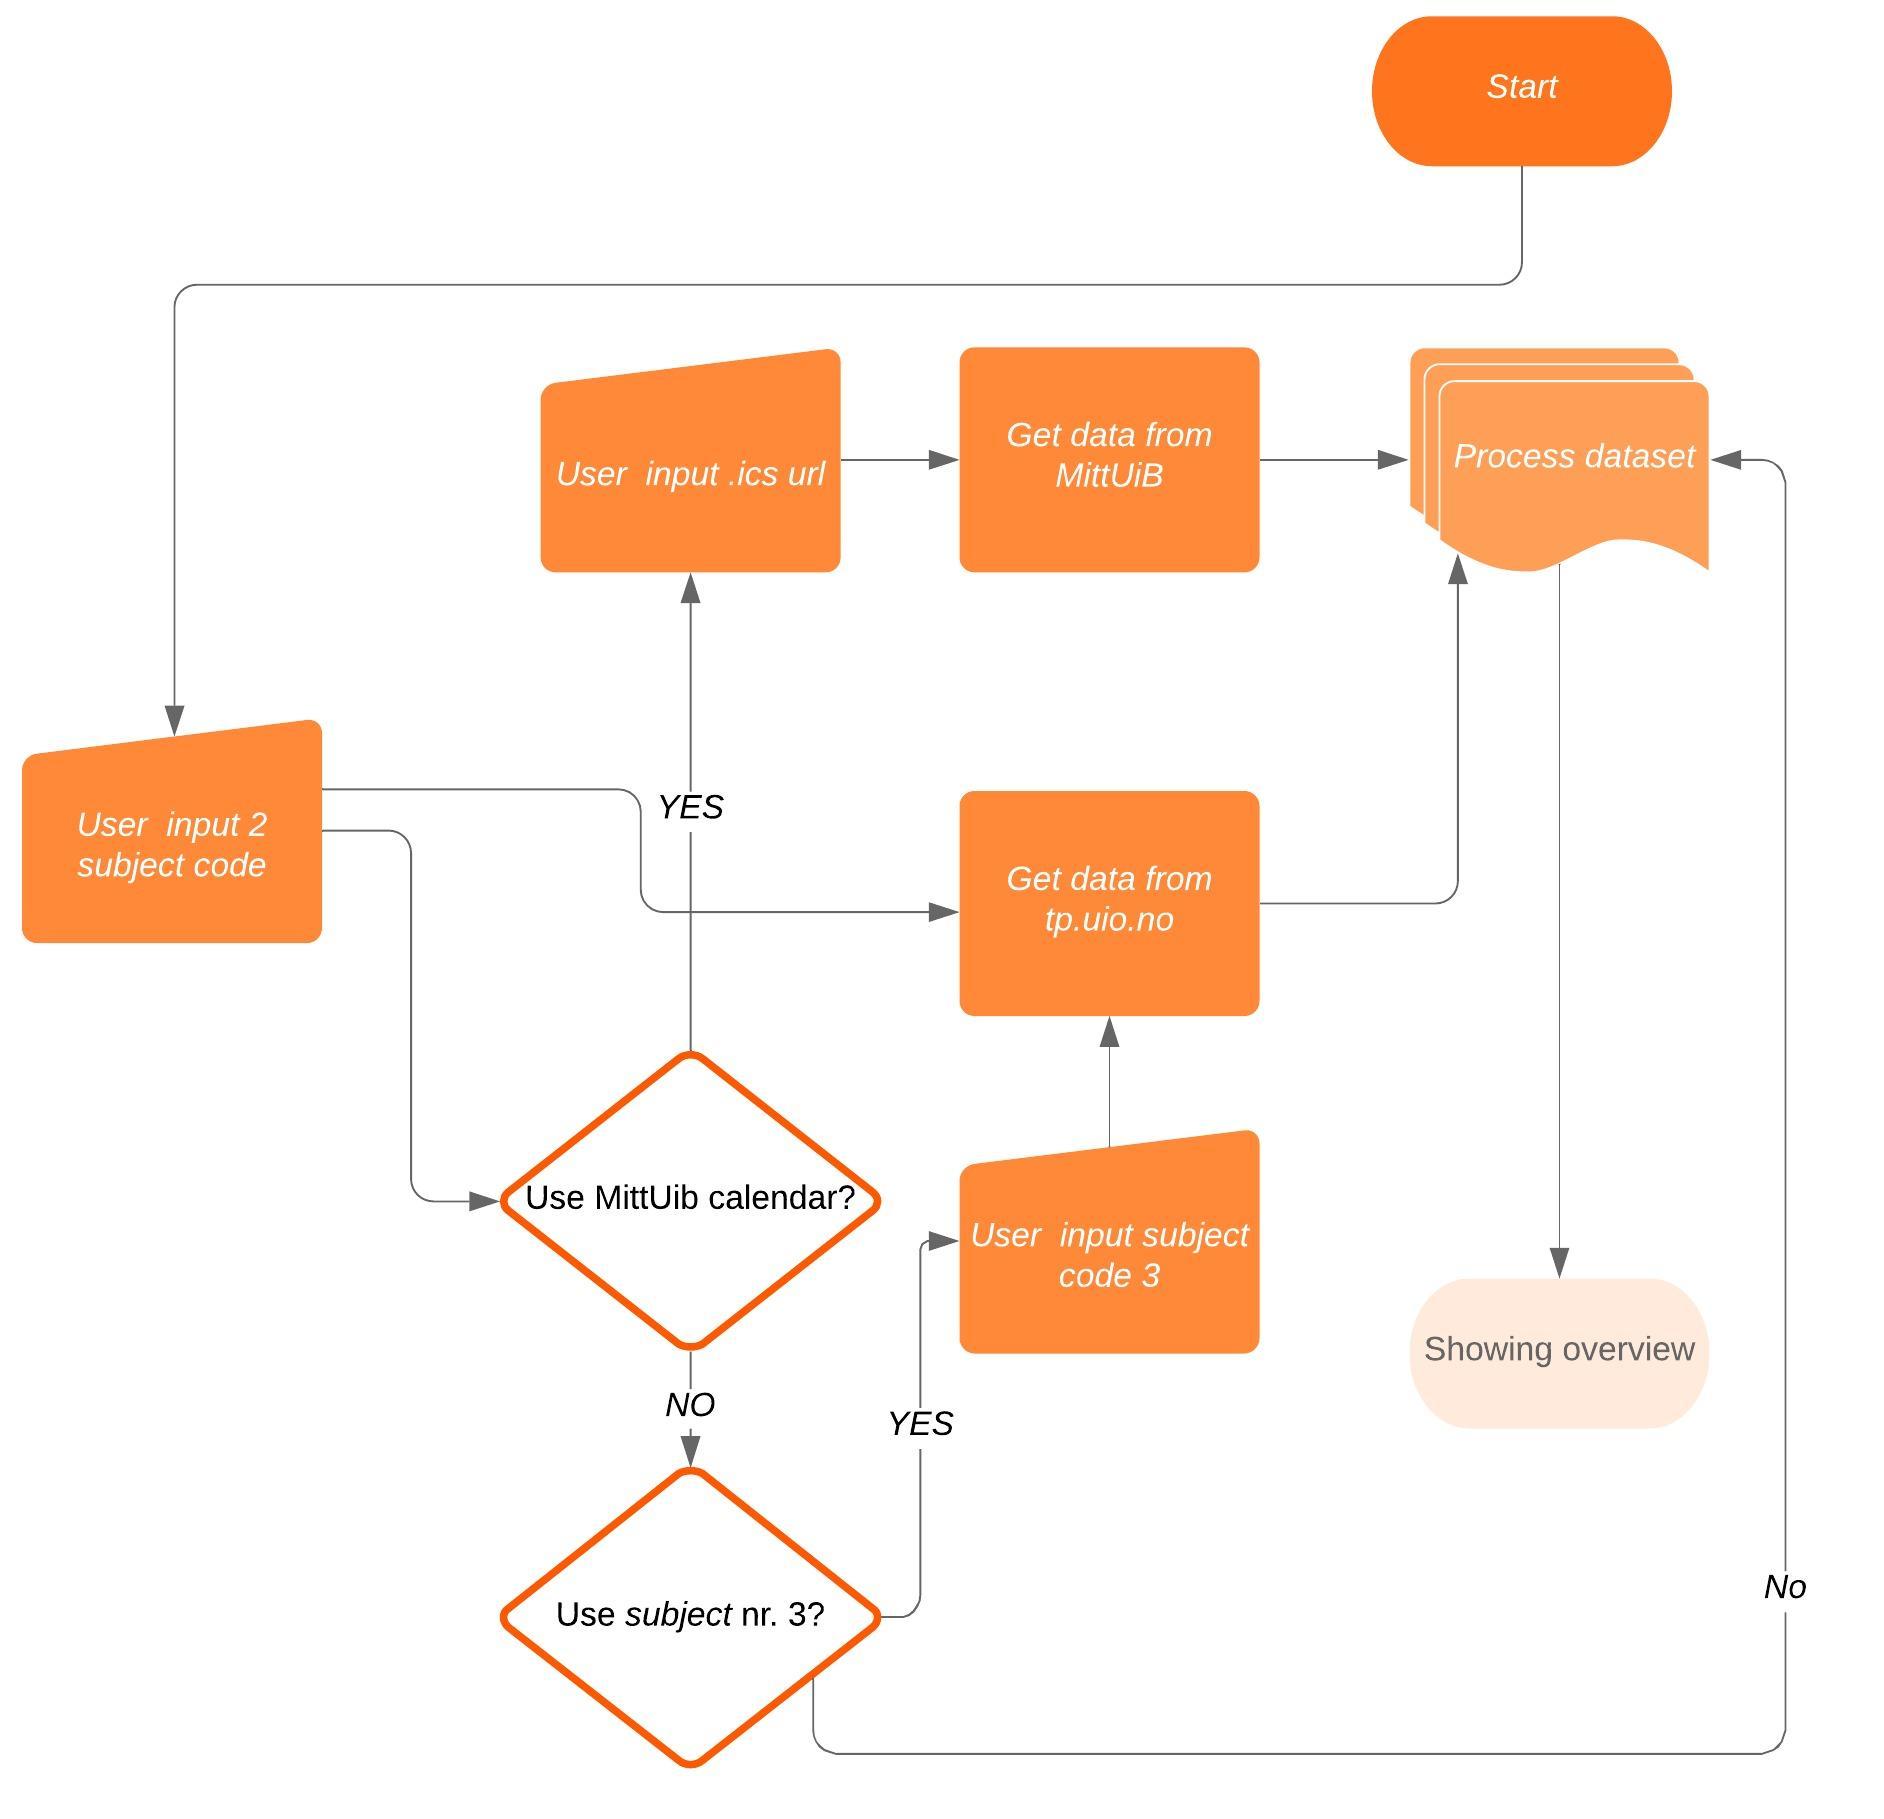 Start
User  input .ics url
Get data from
MittUiB
Process dataset
User  input 2
subject code
YES
Get data from
tp.uio.no
Use MittUib calendar?
User  input subject
code 3
Showing overview
NO
YES
Use subject nr. 3?
No